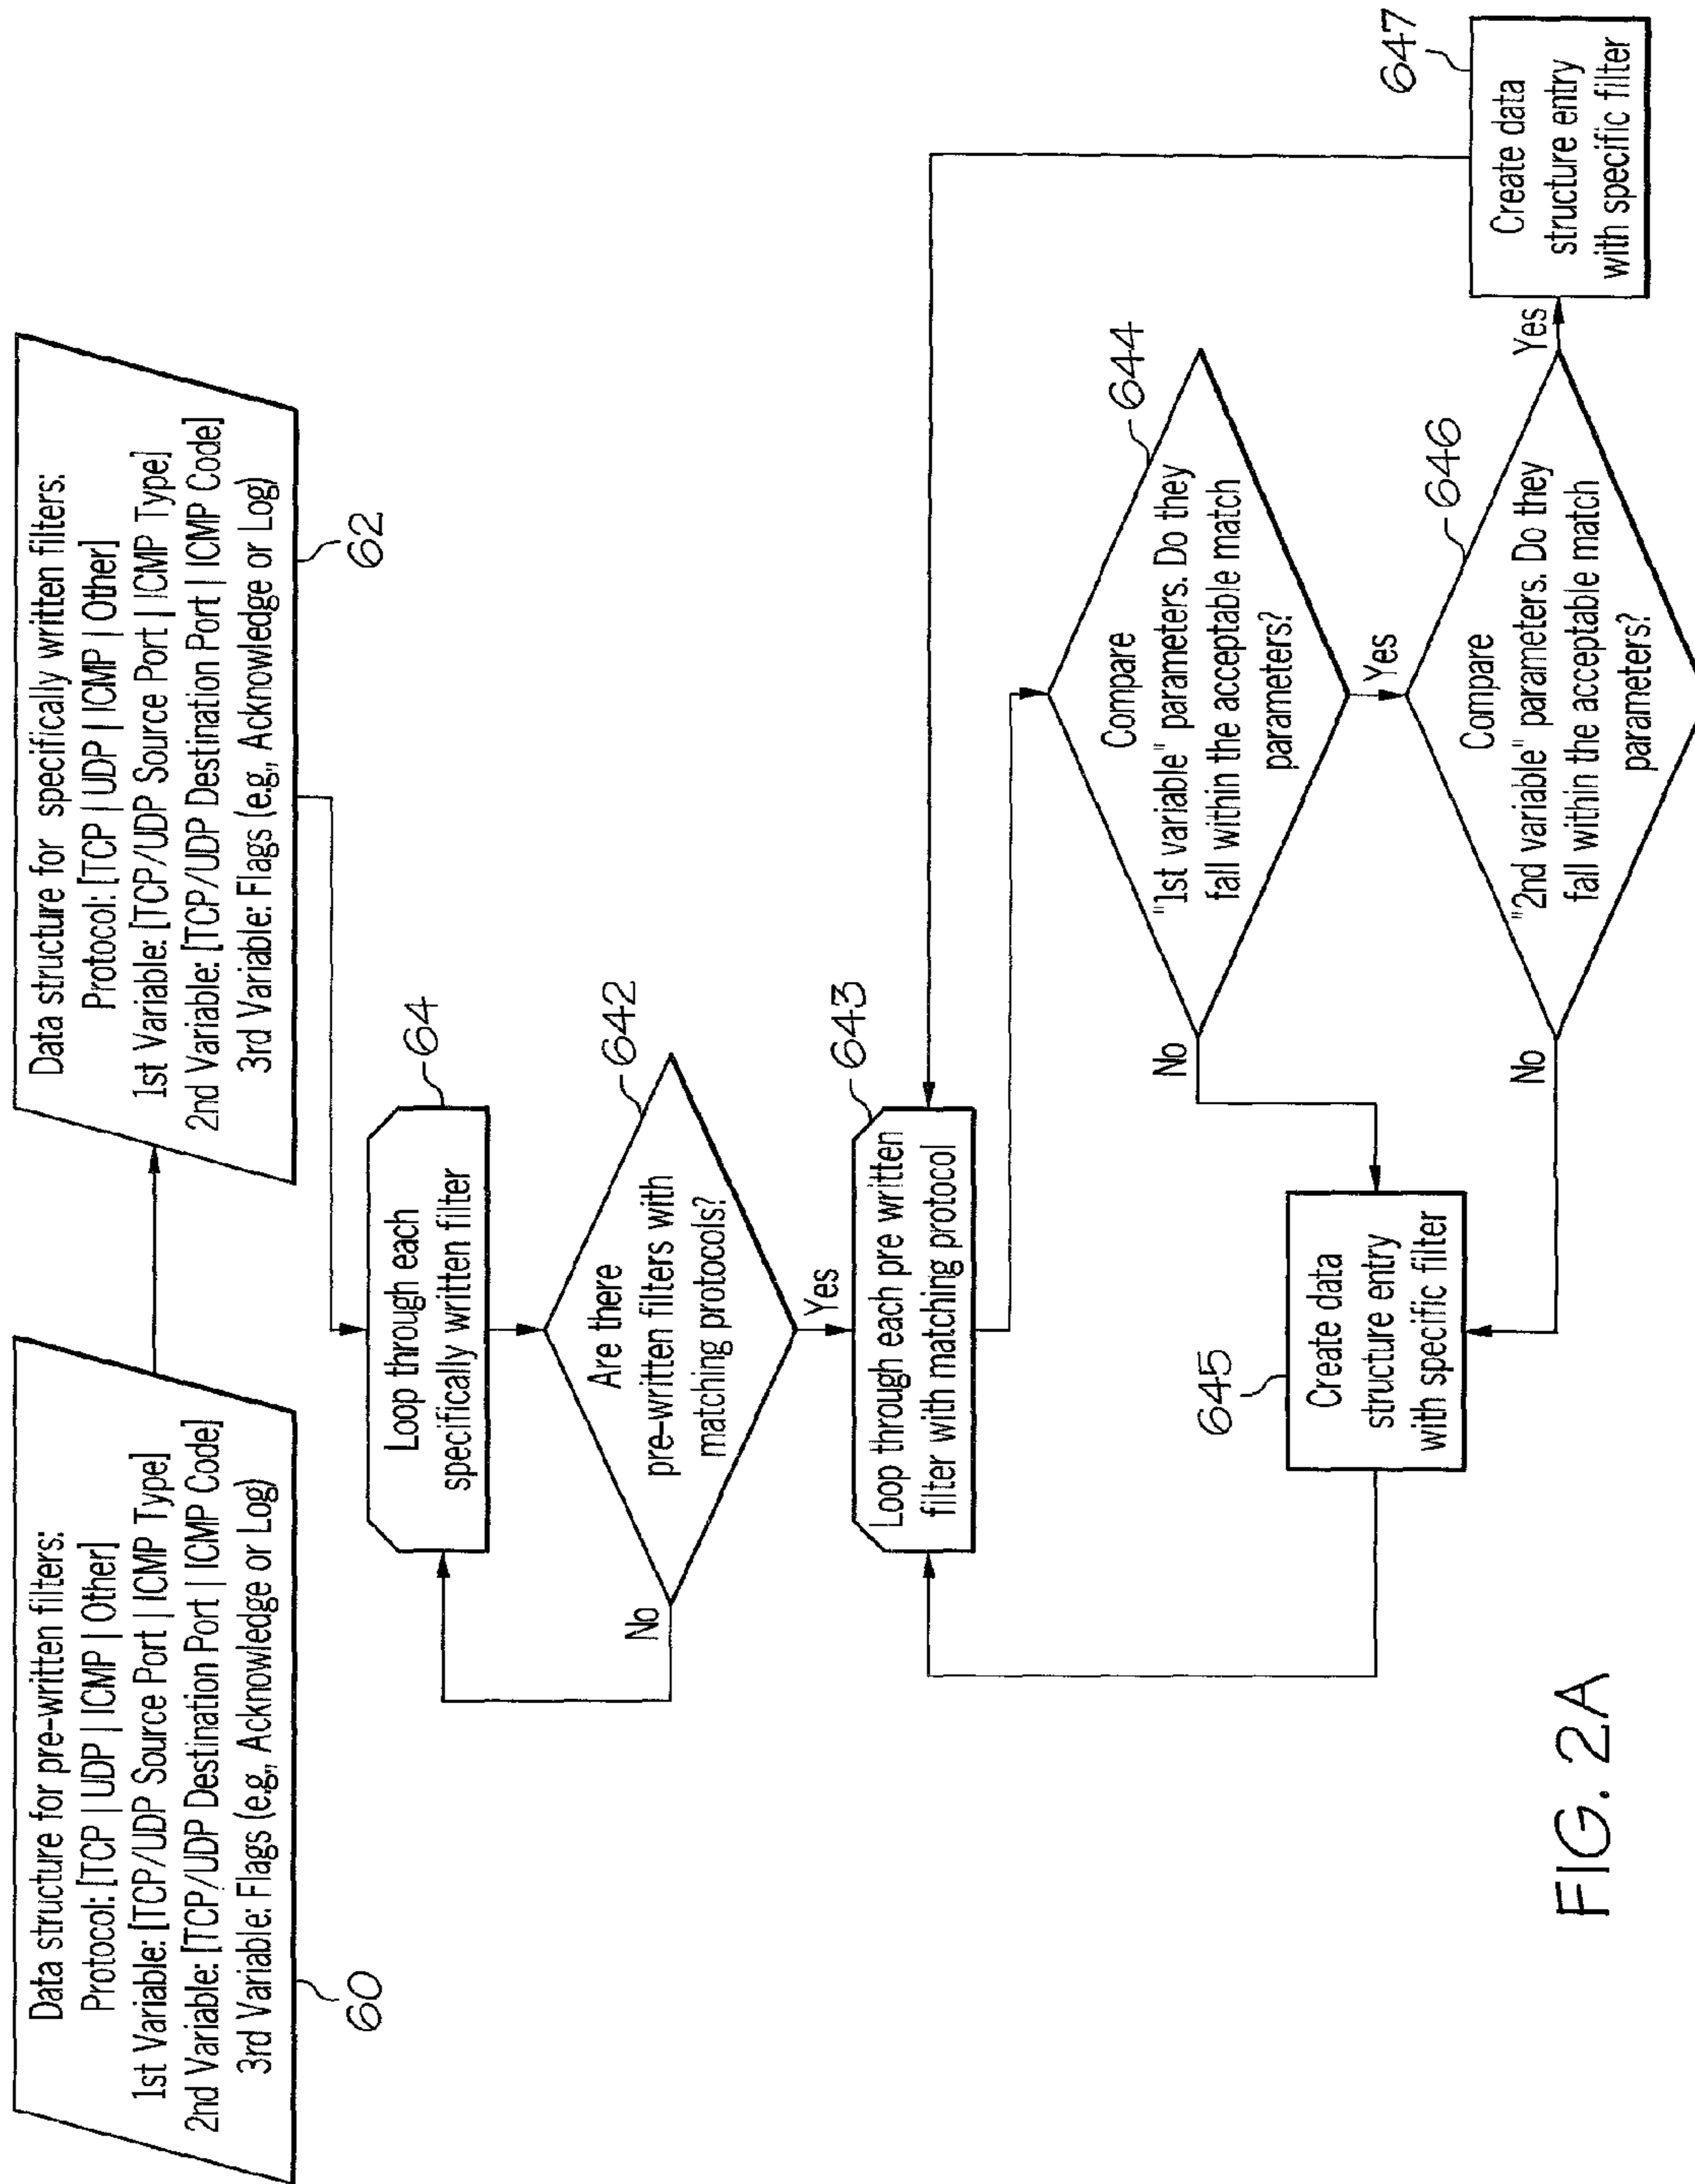 Data structure for pre-written filters:
Protocol: [TCP | UDP | ICMP | Other]
1st Variable: [TCP/UDP Source Port | ICMP Type]
2nd Variable: [TCP/UDP Destination Port | ICMP Code]
3rd Variable: Flags (e.g., Acknowledge or Log)
60
Data structure for specifically written filters:
Protocol: [TCP | UDP | ICMP | Other]
1st Variable: [TCP/UDP Source Port | ICMP Type]
2nd Variable: [TCP/UDP Destination Port | ICMP Code]
3rd Variable: Flags (e.g., Acknowledge or Log)
62
Loop through each
specifically written filter
64
Are there
pre-written filters with
matching protocols?
642
No
Yes
Loop through each pre written
filter with matching protocol
643
Compare
"1st variable" parameters. Do they
fall within the acceptable match
parameters?
644
No
Yes
Create data
structure entry
with specific filter
645
Compare
"2nd variable" parameters. Do they
fall within the acceptable match
parameters?
646
No
Yes
Create data
structure entry
with specific filter
647
FIG. 2A